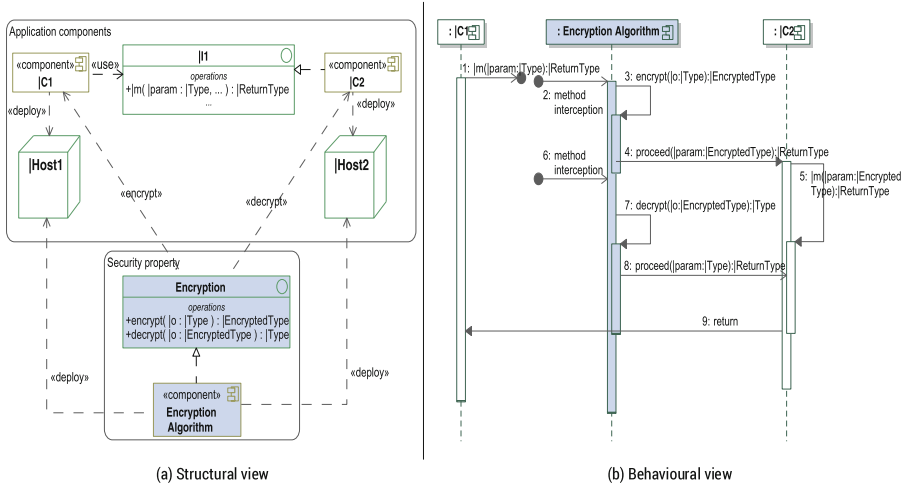 Application components
«component»
|C1
«use»
|I1
operations
+|m( |param : |Type, ... ) : |ReturnType
...
«component»
|C2
«deploy»
«deploy»
|Host1
|Host2
«encrypt»
«decrypt»
Security property
Encryption
operations
+encrypt( |o : |Type ) : |EncryptedType
+decrypt( |o : |EncryptedType ) : |Type
«deploy»
«deploy»
«component»
Encryption
Algorithm
(a) Structural view
: |C1
: Encryption Algorithm
: |C2
1: |m(|param:|Type):|ReturnType
2: method
interception
3: encrypt(|o:|Type):|EncryptedType
4: proceed(|param:|EncryptedType):|ReturnType
5: |m(|param:|Encrypted
Type):|ReturnType
6: method
interception
7: decrypt(|o:|EncryptedType):|Type
8: proceed(|param:|Type):|ReturnType
9: return
(b) Behavioural view